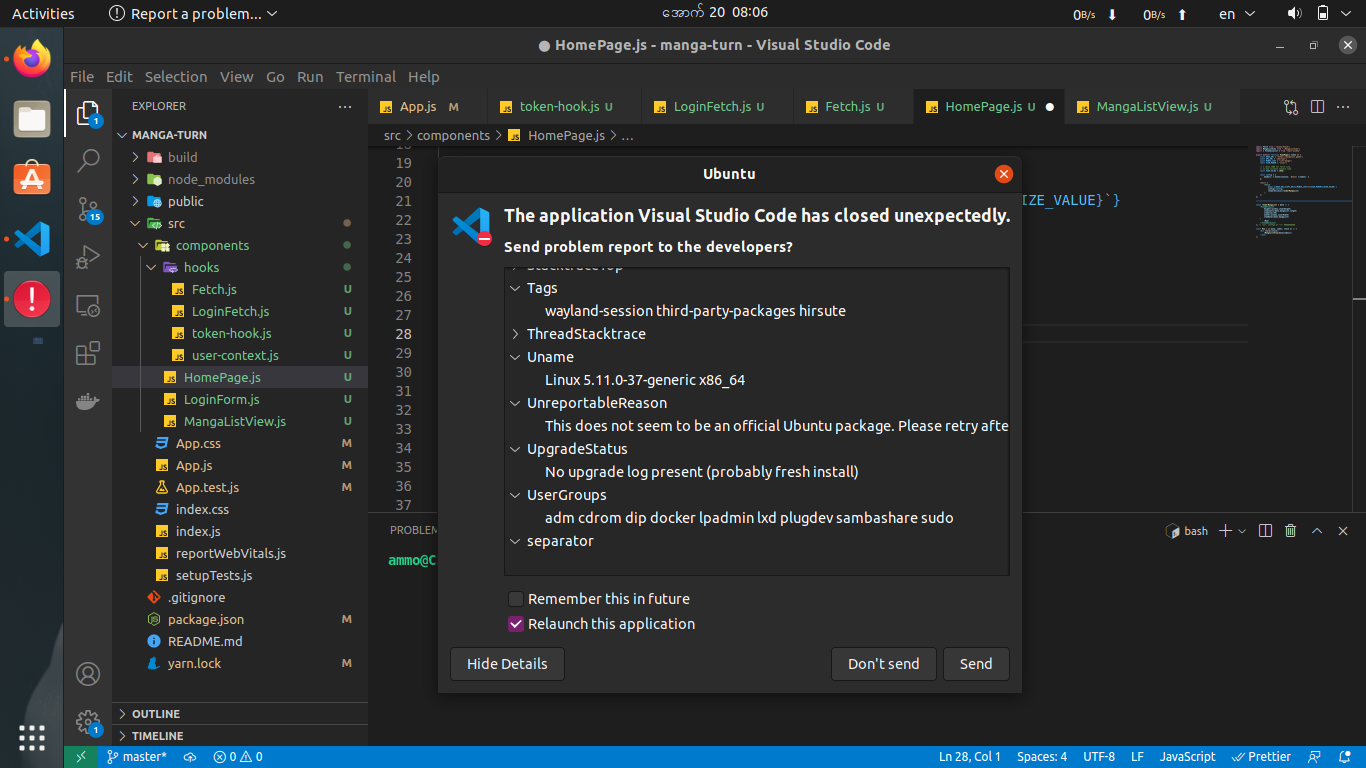 Activities
Report a problem...
အောက် 20 08:06
0B/s
0B/s
en
HomePage.js - manga-turn - Visual Studio Code
File Edit Selection View Go Run Terminal Help
EXPLORER
App.js M
token-hook.js U
LoginFetch.js U
Fetch.js U
HomePage.js U
MangaListView.js U
src > components > HomePage.js > ...
MANGA-TURN
build
node_modules
public
src
components
hooks
Fetch.js U
LoginFetch.js U
token-hook.js U
user-context.js U
HomePage.js U
LoginForm.js U
MangaListView.js U
App.css M
App.js M
App.test.js M
index.css
index.js
reportWebVitals.js
setupTests.js
.gitignore
package.json M
README.md
yarn.lock M
OUTLINE
TIMELINE
1
15
1
18
19
20
21
IZE_VALUE}`}
22
23
24
25
26
27
28
29
30
31
32
33
34
35
36
37
Ubuntu
The application Visual Studio Code has closed unexpectedly.
Send problem report to the developers?
StacktraceTop
Tags
wayland-session third-party-packages hirsute
ThreadStacktrace
Uname
Linux 5.11.0-37-generic x86_64
UnreportableReason
This does not seem to be an official Ubuntu package. Please retry afte
UpgradeStatus
No upgrade log present (probably fresh install)
UserGroups
adm cdrom dip docker lpadmin lxd plugdev sambashare sudo
separator
Remember this in future
Relaunch this application
Hide Details
Don't send
Send
PROBLEM
bash
ammo@C
master*
0 0
Ln 28, Col 1
Spaces: 4
UTF-8
LF
JavaScript
Prettier